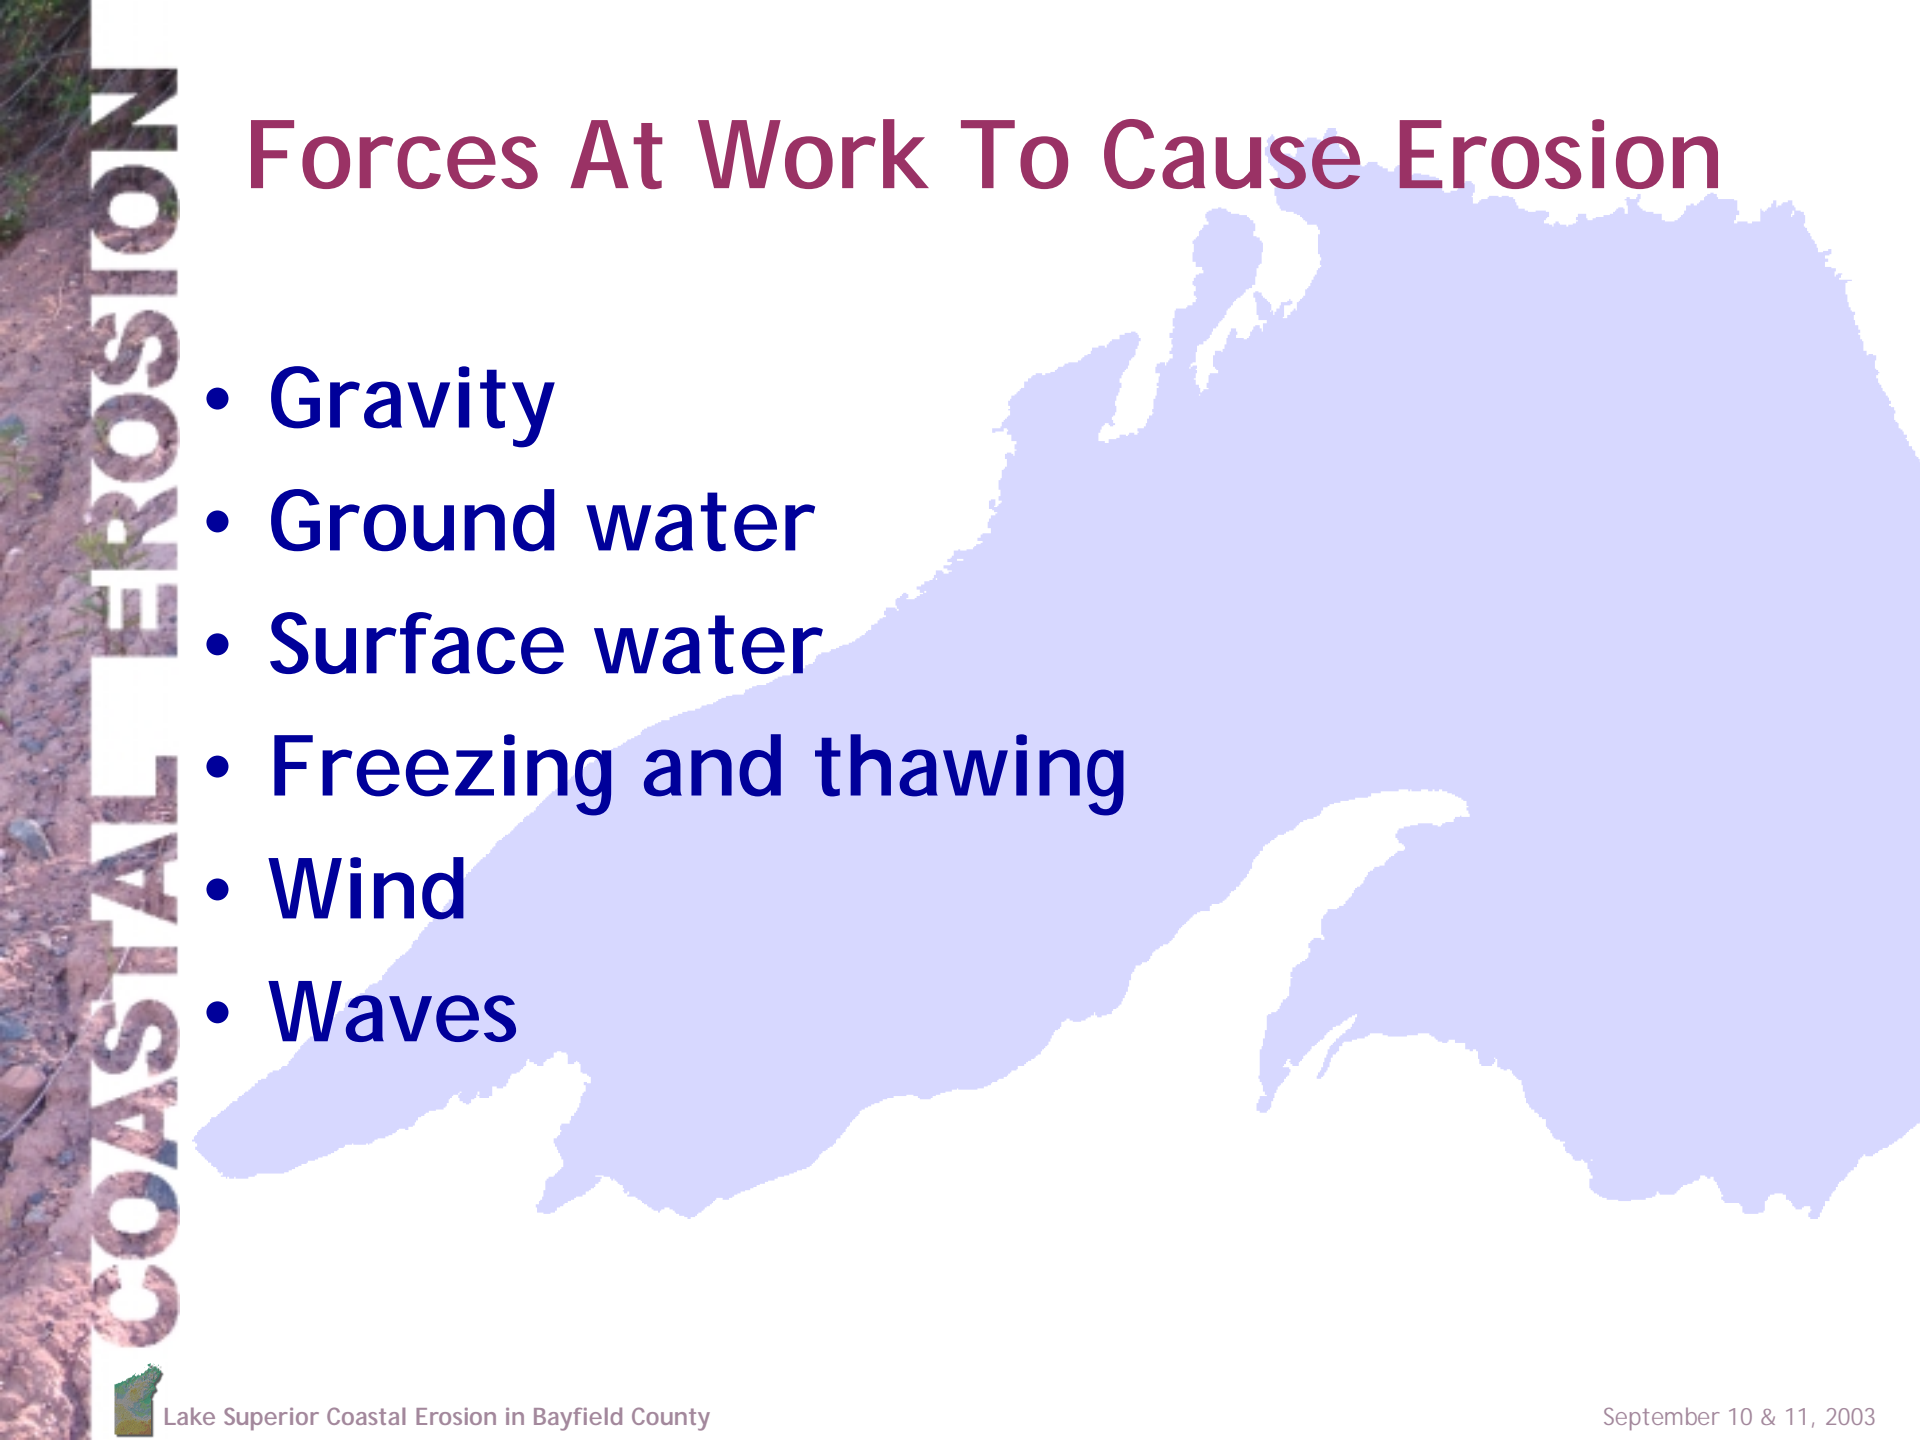 COASTAL EROSION
Forces At Work To Cause Erosion
• Gravity
• Ground water
• Surface water
• Freezing and thawing
• Wind
• Waves
Lake Superior Coastal Erosion in Bayfield County
September 10 & 11, 2003